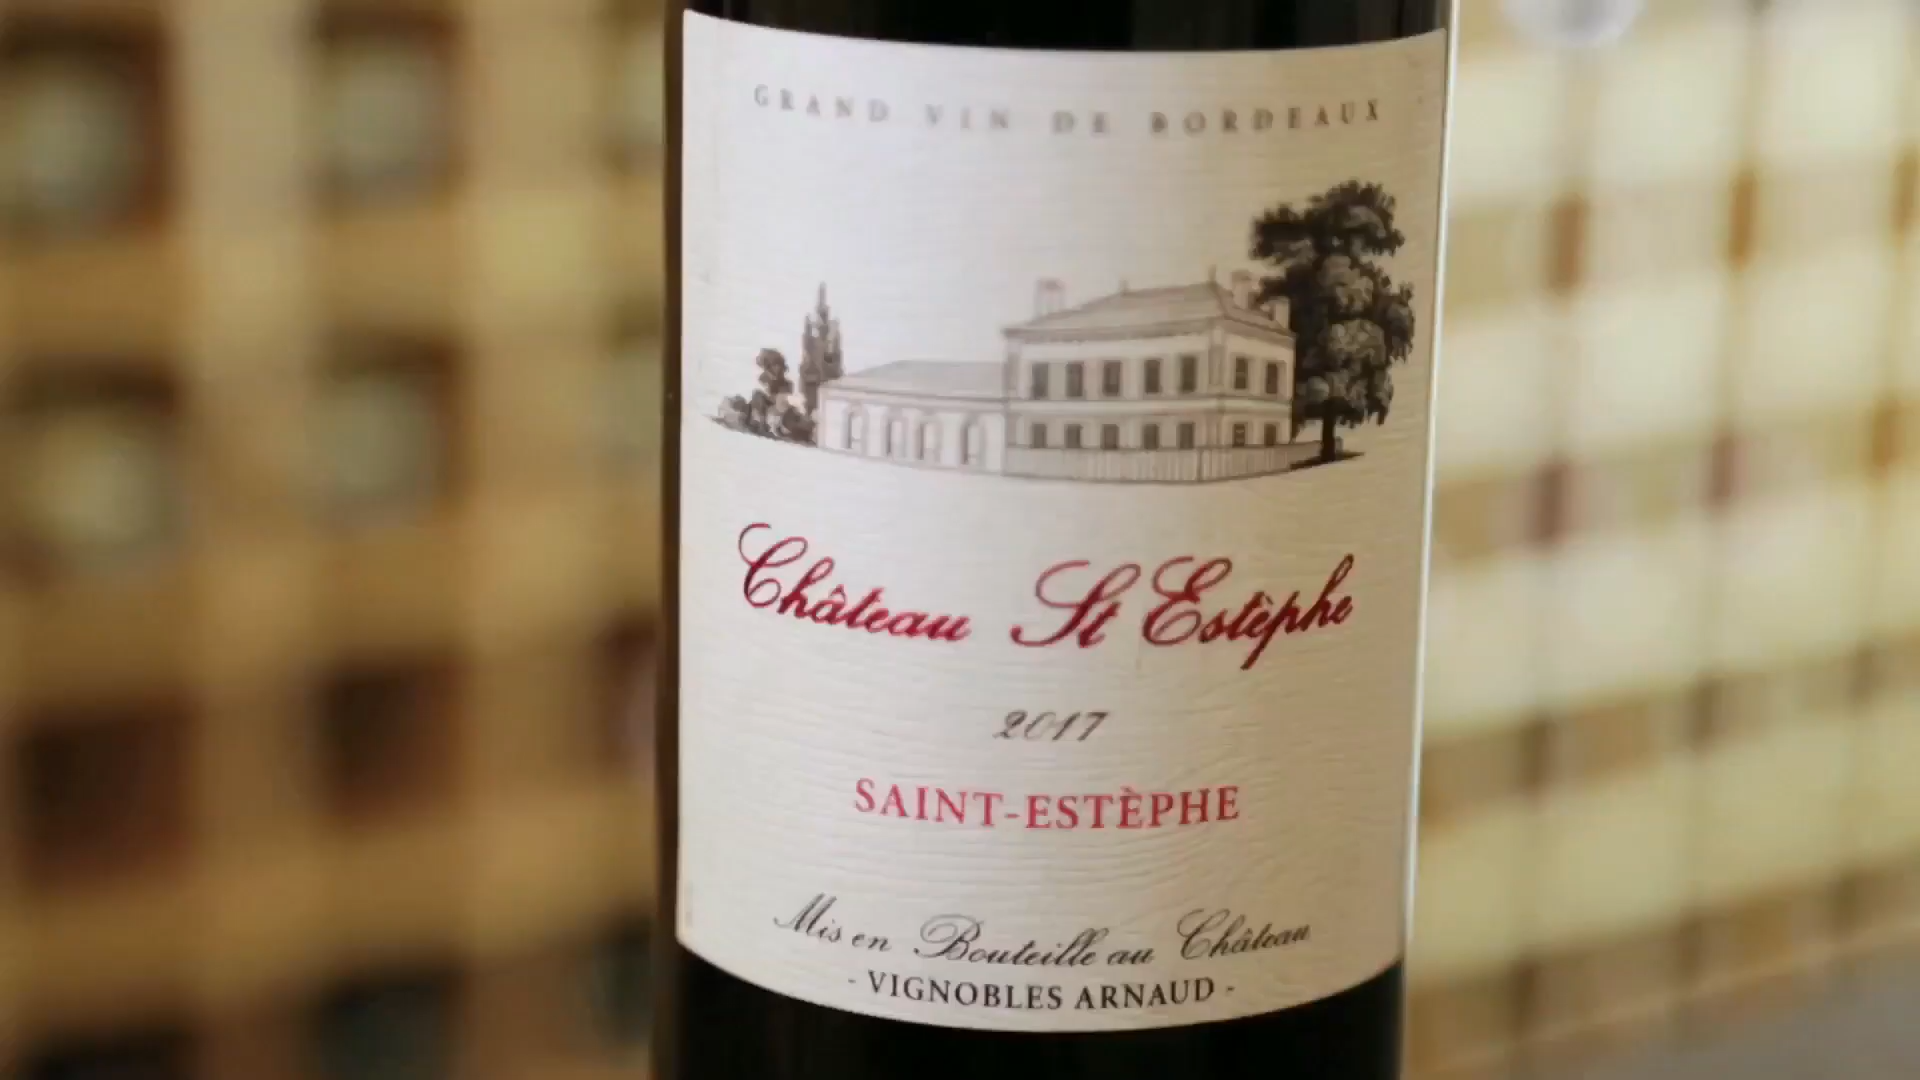 GRAND VIN DE BORDEAUX
Château St Estèphe
2017
SAINT-ESTÈPHE
Mis en Bouteille au Château
- VIGNOBLES ARNAUD -